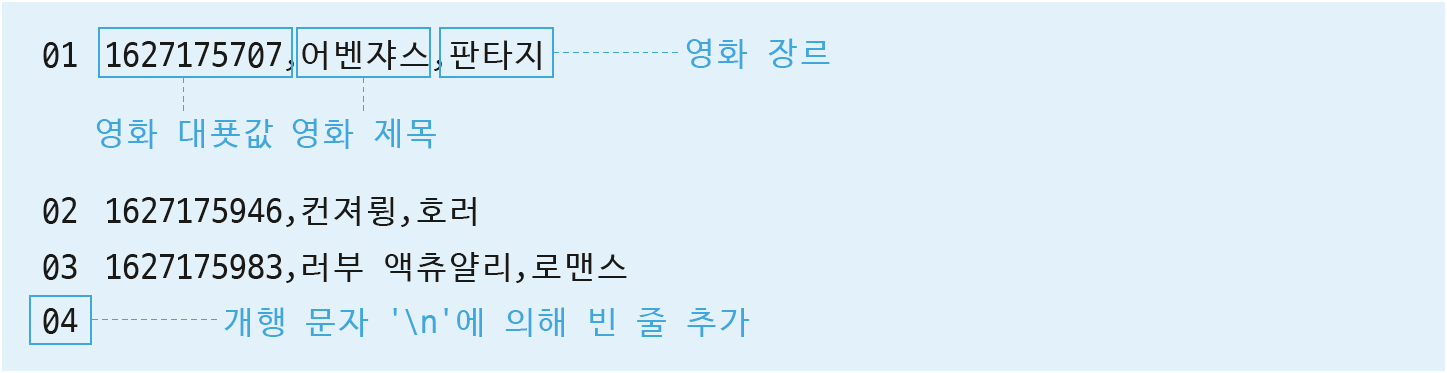 01 1627175707,어벤쟈스,판타지 영화 장르
영화 대푯값 영화 제목
02 1627175946,컨져륑,호러
03 1627175983,러부 액츄얄리,로맨스
04 개행 문자 '\n'에 의해 빈 줄 추가